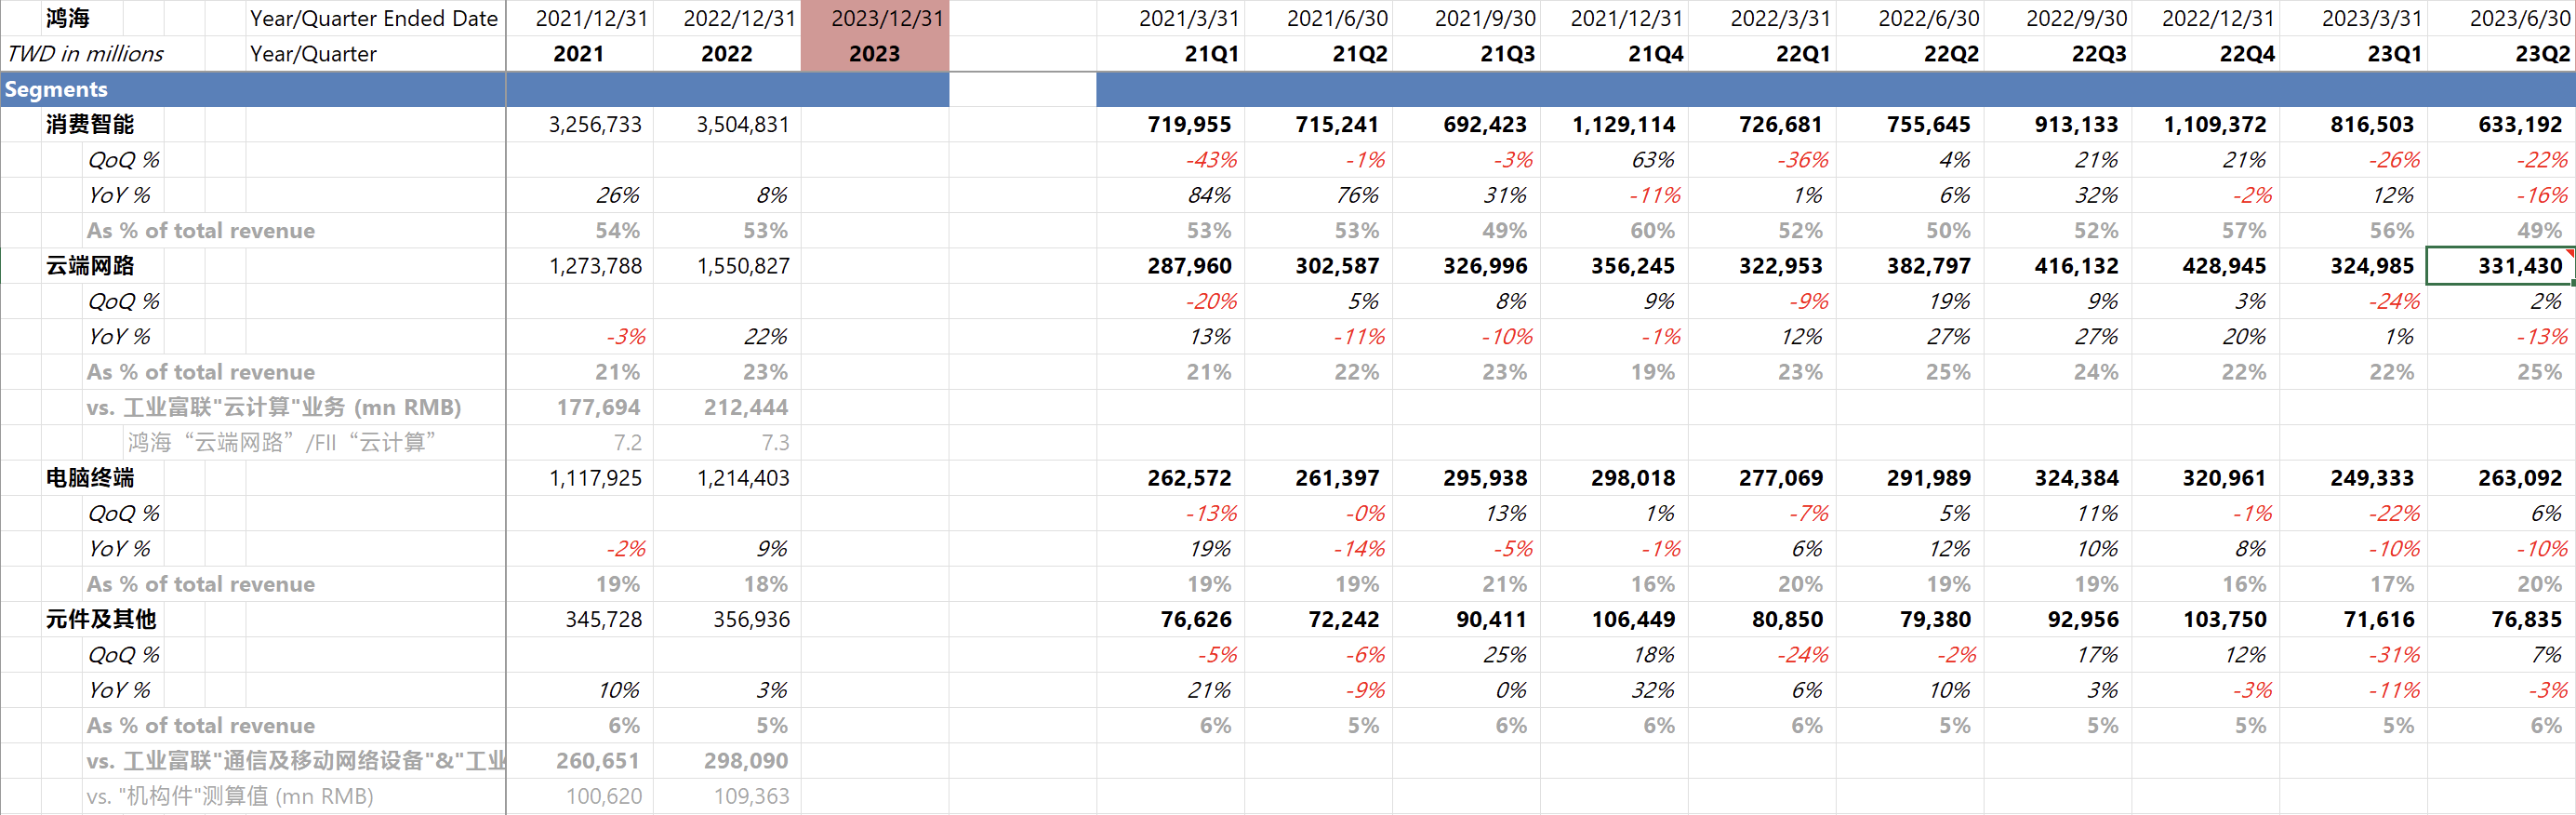 鸿海 Year/Quarter Ended Date 2021/12/31 2022/12/31 2023/12/31 2021/3/31 2021/6/30 2021/9/30 2021/12/31 2022/3/31 2022/6/30 2022/9/30 2022/12/31 2023/3/31 2023/6/30
TWD in millions Year/Quarter 2021 2022 2023 21Q1 21Q2 21Q3 21Q4 22Q1 22Q2 22Q3 22Q4 23Q1 23Q2
Segments
消费智能 3,256,733 3,504,831 719,955 715,241 692,423 1,129,114 726,681 755,645 913,133 1,109,372 816,503 633,192
QoQ % -43% -1% -3% 63% -36% 4% 21% 21% -26% -22%
YoY % 26% 8% 84% 76% 31% -11% 1% 6% 32% -2% 12% -16%
As % of total revenue 54% 53% 53% 53% 49% 60% 52% 50% 52% 57% 56% 49%
云端网路 1,273,788 1,550,827 287,960 302,587 326,996 356,245 322,953 382,797 416,132 428,945 324,985 331,430
QoQ % -20% 5% 8% 9% -9% 19% 9% 3% -24% 2%
YoY % -3% 22% 13% -11% -10% -1% 12% 27% 27% 20% 1% -13%
As % of total revenue 21% 23% 21% 22% 23% 19% 23% 25% 24% 22% 22% 25%
vs. 工业富联"云计算"业务 (mn RMB) 177,694 212,444
鸿海“云端网路”/FII“云计算” 7.2 7.3
电脑终端 1,117,925 1,214,403 262,572 261,397 295,938 298,018 277,069 291,989 324,384 320,961 249,333 263,092
QoQ % -13% -0% 13% 1% -7% 5% 11% -1% -22% 6%
YoY % -2% 9% 19% -14% -5% -1% 6% 12% 10% 8% -10% -10%
As % of total revenue 19% 18% 19% 19% 21% 16% 20% 19% 19% 16% 17% 20%
元件及其他 345,728 356,936 76,626 72,242 90,411 106,449 80,850 79,380 92,956 103,750 71,616 76,835
QoQ % -5% -6% 25% 18% -24% -2% 17% 12% -31% 7%
YoY % 10% 3% 21% -9% 0% 32% 6% 10% 3% -3% -11% -3%
As % of total revenue 6% 5% 6% 5% 6% 6% 6% 5% 5% 5% 5% 6%
vs. 工业富联"通信及移动网络设备"&"工业 260,651 298,090
vs. "机构件"测算值 (mn RMB) 100,620 109,363